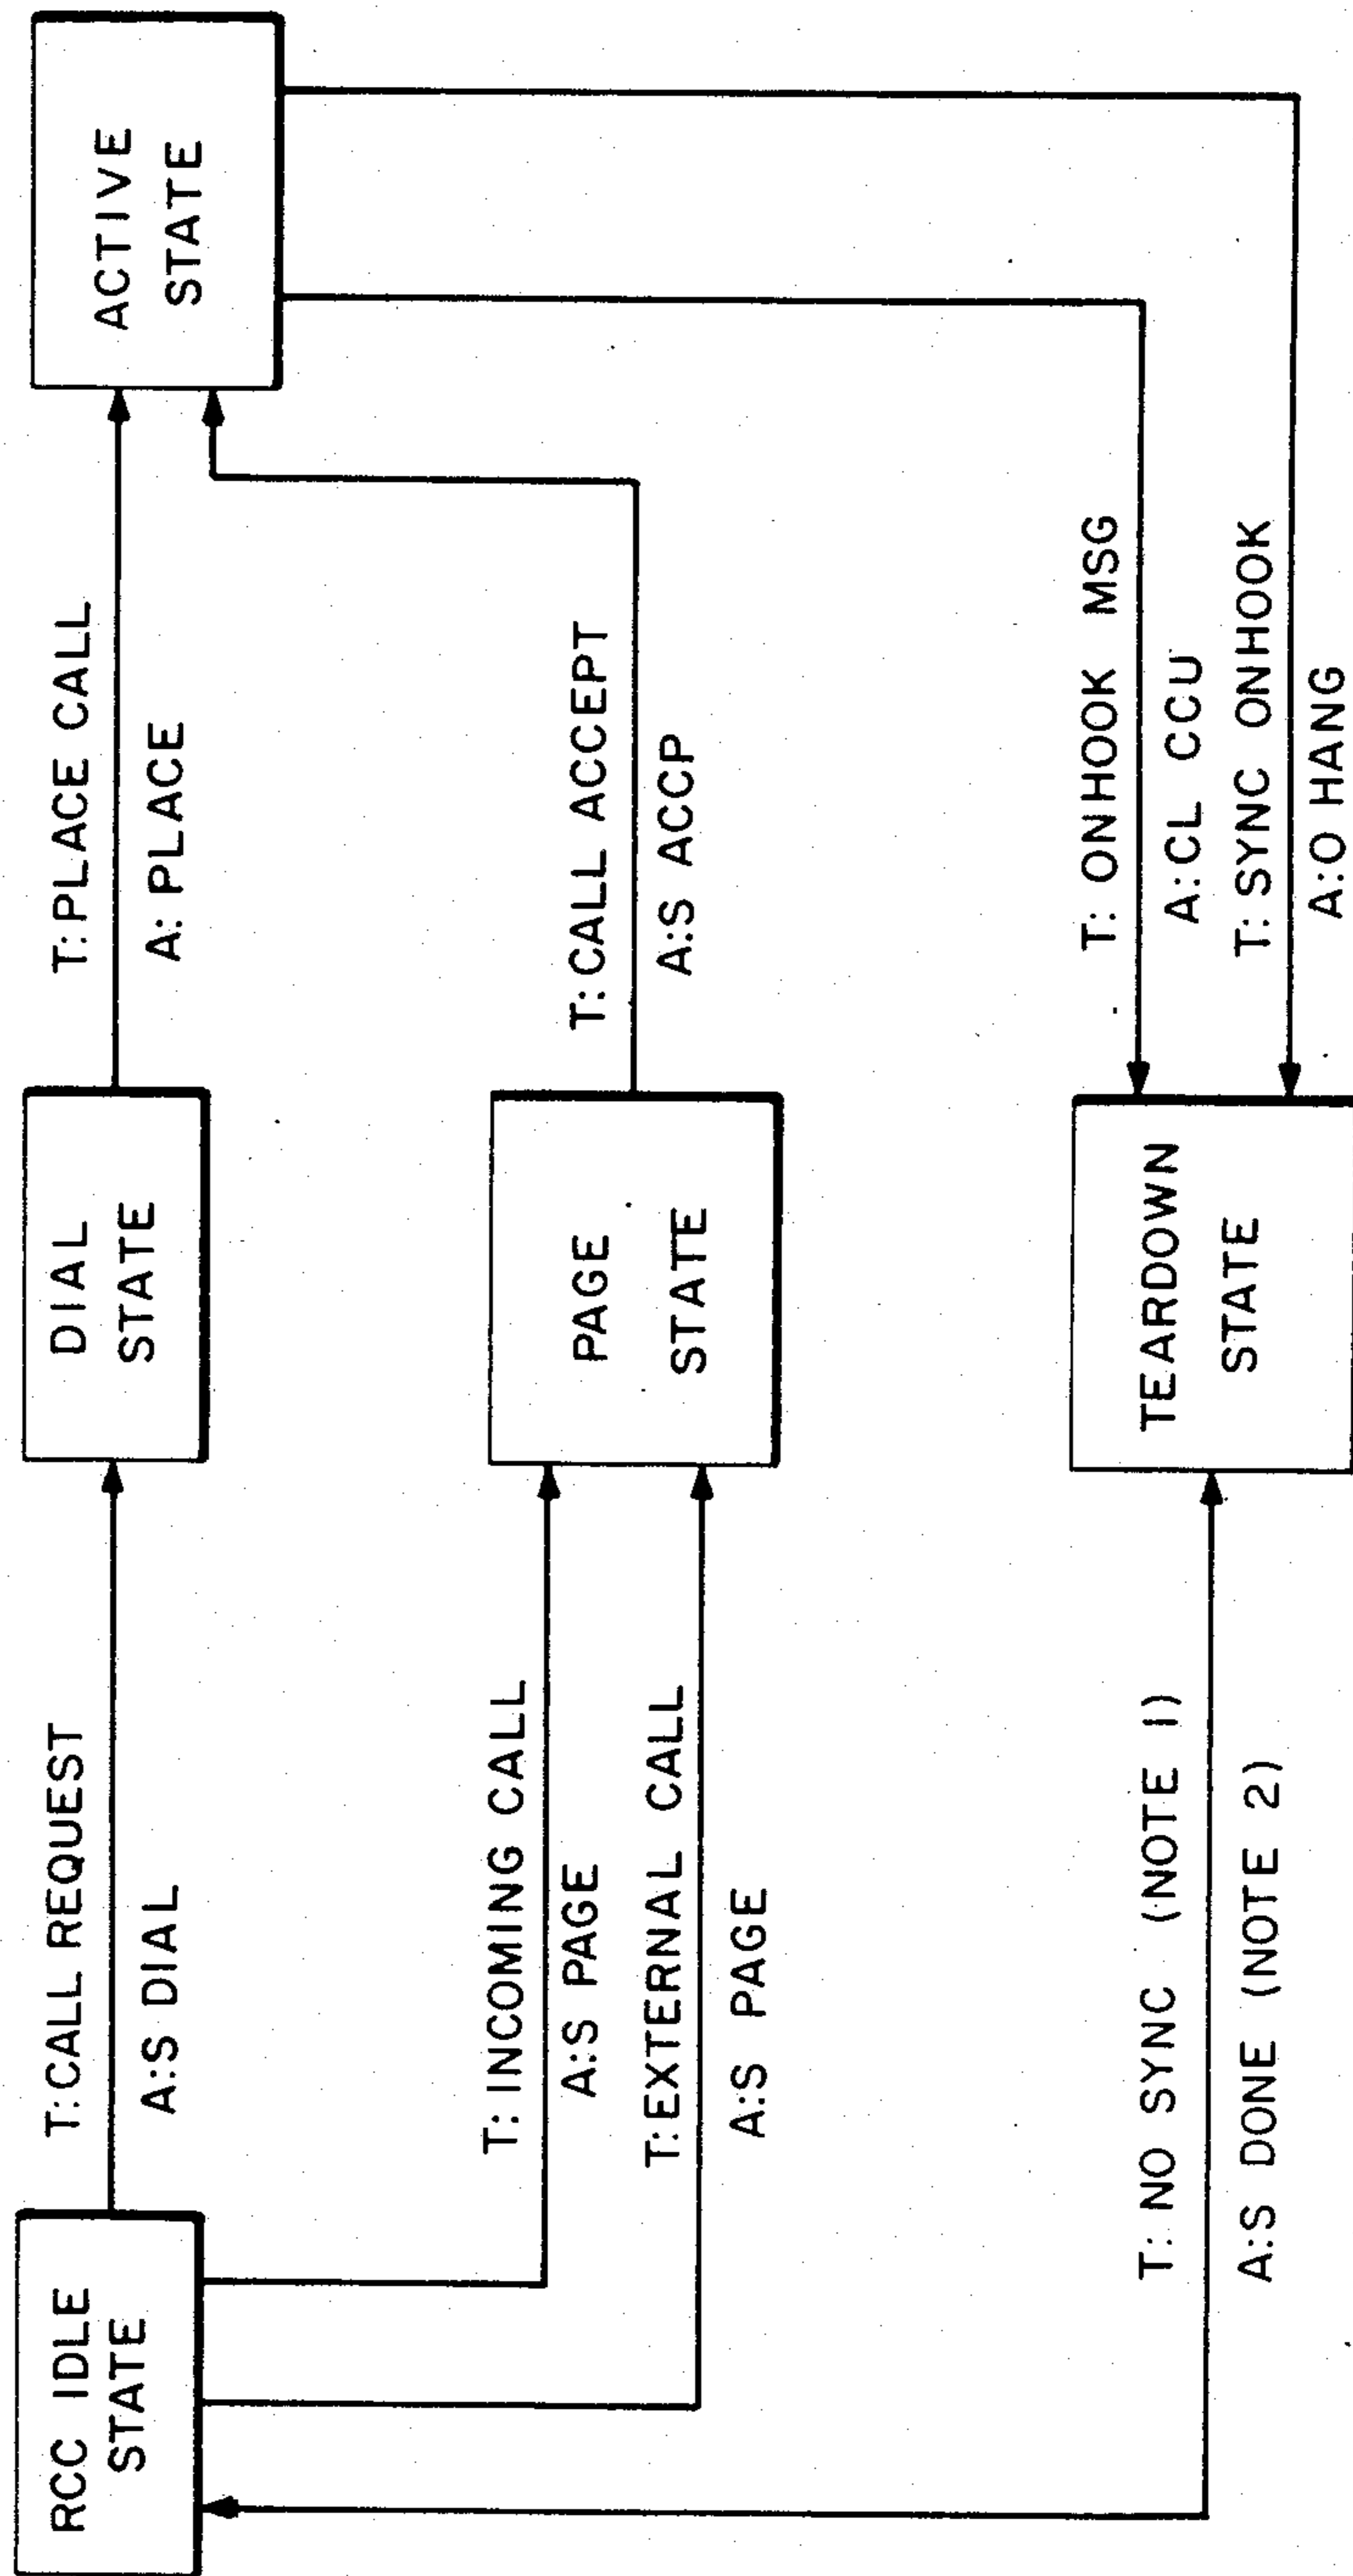 RCC IDLE
STATE
T:CALL REQUEST
A:S DIAL
DIAL
STATE
T:PLACE CALL
A: PLACE
ACTIVE
STATE
T: INCOMING CALL
A:S PAGE
T:EXTERNAL CALL
A:S PAGE
PAGE
STATE
T:CALL ACCEPT
A:S ACCP
T: NO SYNC (NOTE 1)
A:S DONE (NOTE 2)
TEARDOWN
STATE
T: ONHOOK MSG
A:CL CCU
T: SYNC ONHOOK
A:O HANG